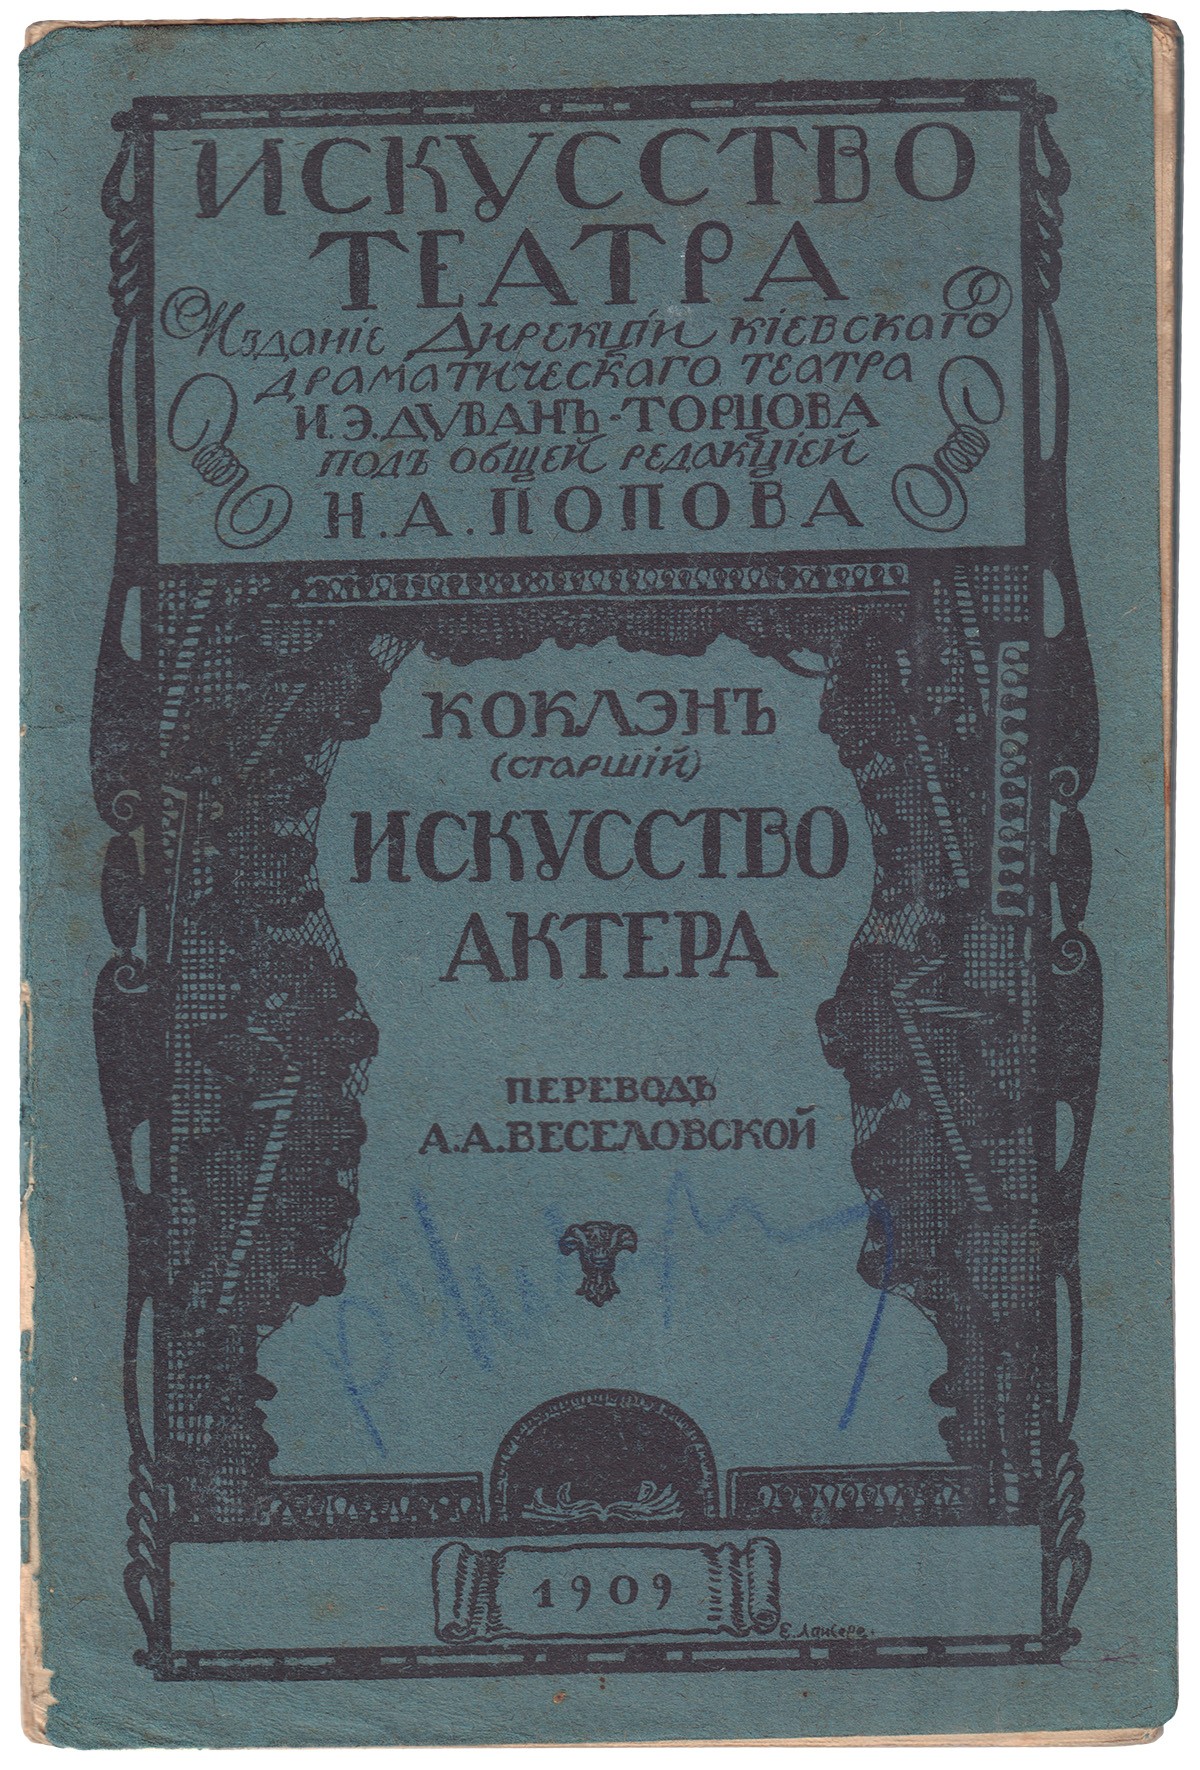 ИСКУССТВО
ТЕАТРА
Изданіе Дирекціи Кіевскаго
Драматическаго театра
И.Э.ДУВАНЪ-ТОРЦОВА
подъ общей редакціей
Н.А.ПОПОВА
КОКЛЭНЪ
(старшій)
ИСКУССТВО
АКТЕРА
ПЕРЕВОДЪ
А.А.ВЕСЕЛОВСКОЙ
1909
Е. Лансере.